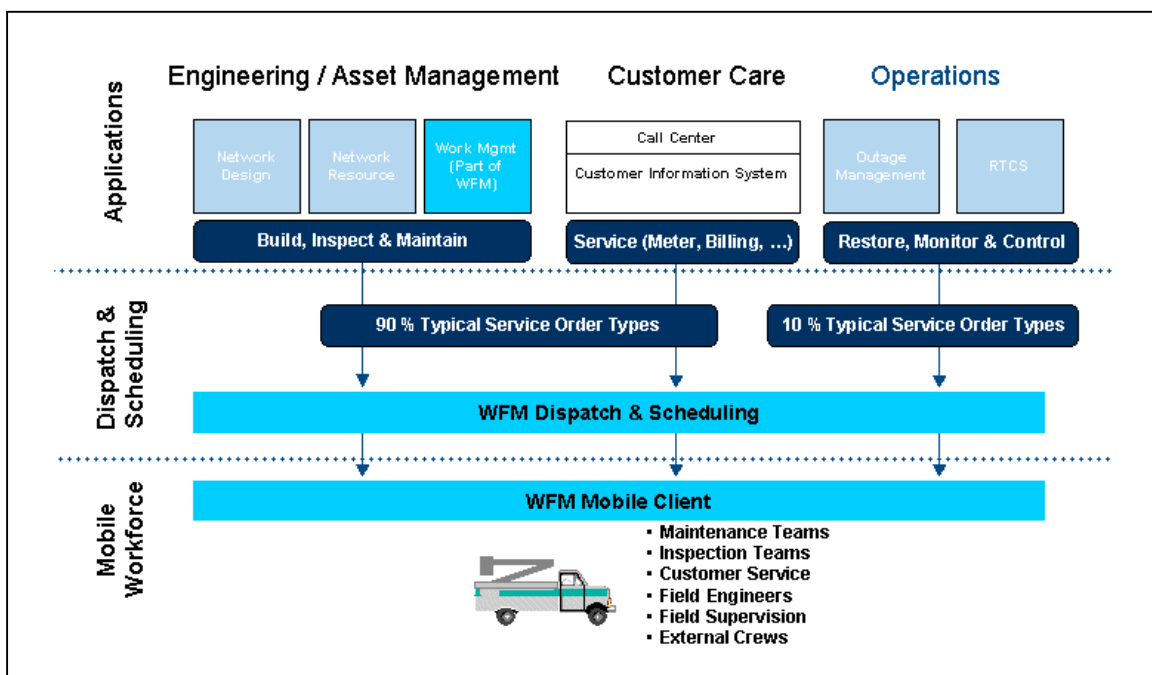 Engineering / Asset Management
Customer Care
Operations
Applications
Network
Design
Network
Resource
Work Mgmt
(Part of
WFM)
Call Center
Customer Information System
Outage
Management
RTCS
Build, Inspect & Maintain
Service (Meter, Billing, ...)
Restore, Monitor & Control
Dispatch &
Scheduling
90 % Typical Service Order Types
10 % Typical Service Order Types
WFM Dispatch & Scheduling
Mobile
Workforce
WFM Mobile Client
• Maintenance Teams
• Inspection Teams
• Customer Service
• Field Engineers
• Field Supervision
• External Crews